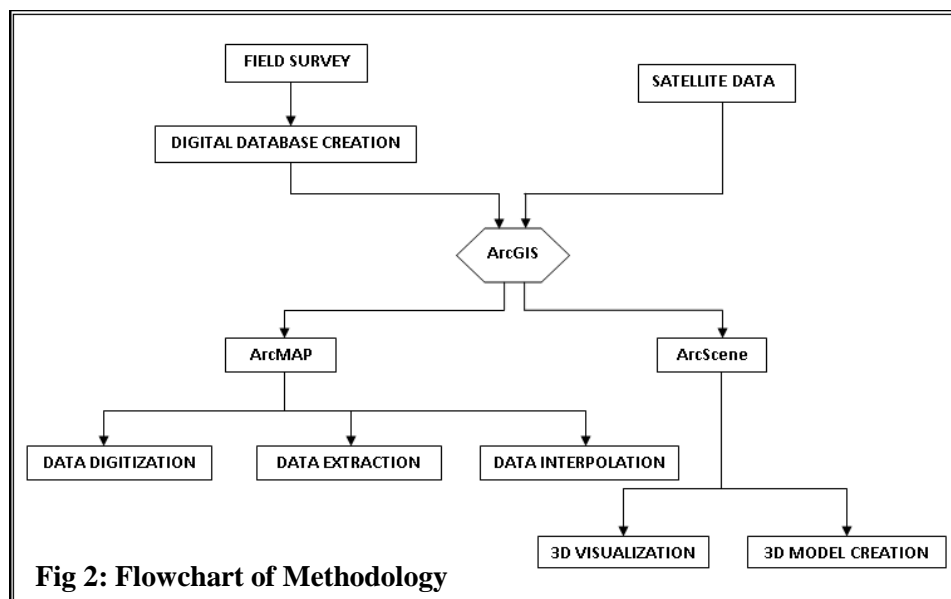 FIELD SURVEY
SATELLITE DATA
DIGITAL DATABASE CREATION
ArcGIS
ArcMAP
ArcScene
DATA DIGITIZATION
DATA EXTRACTION
DATA INTERPOLATION
3D VISUALIZATION
3D MODEL CREATION
Fig 2: Flowchart of Methodology